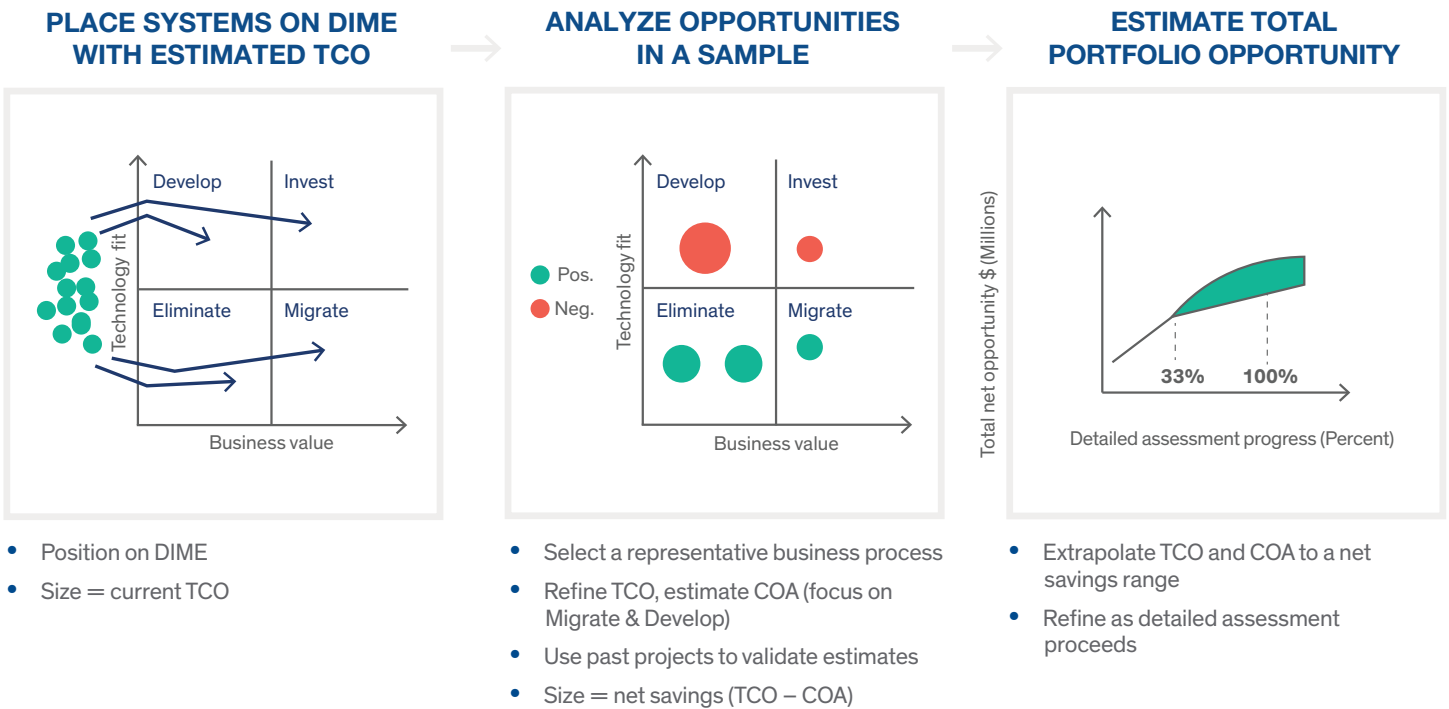 PLACE SYSTEMS ON DIME
WITH ESTIMATED TCO
Technology fit
Develop
Invest
Eliminate
Migrate
Business value
• Position on DIME
• Size = current TCO
ANALYZE OPPORTUNITIES
IN A SAMPLE
Pos.
Neg.
Technology fit
Develop
Invest
Eliminate
Migrate
Business value
• Select a representative business process
• Refine TCO, estimate COA (focus on
Migrate & Develop)
• Use past projects to validate estimates
• Size = net savings (TCO – COA)
ESTIMATE TOTAL
PORTFOLIO OPPORTUNITY
Total net opportunity $ (Millions)
33%
100%
Detailed assessment progress (Percent)
• Extrapolate TCO and COA to a net
savings range
• Refine as detailed assessment
proceeds